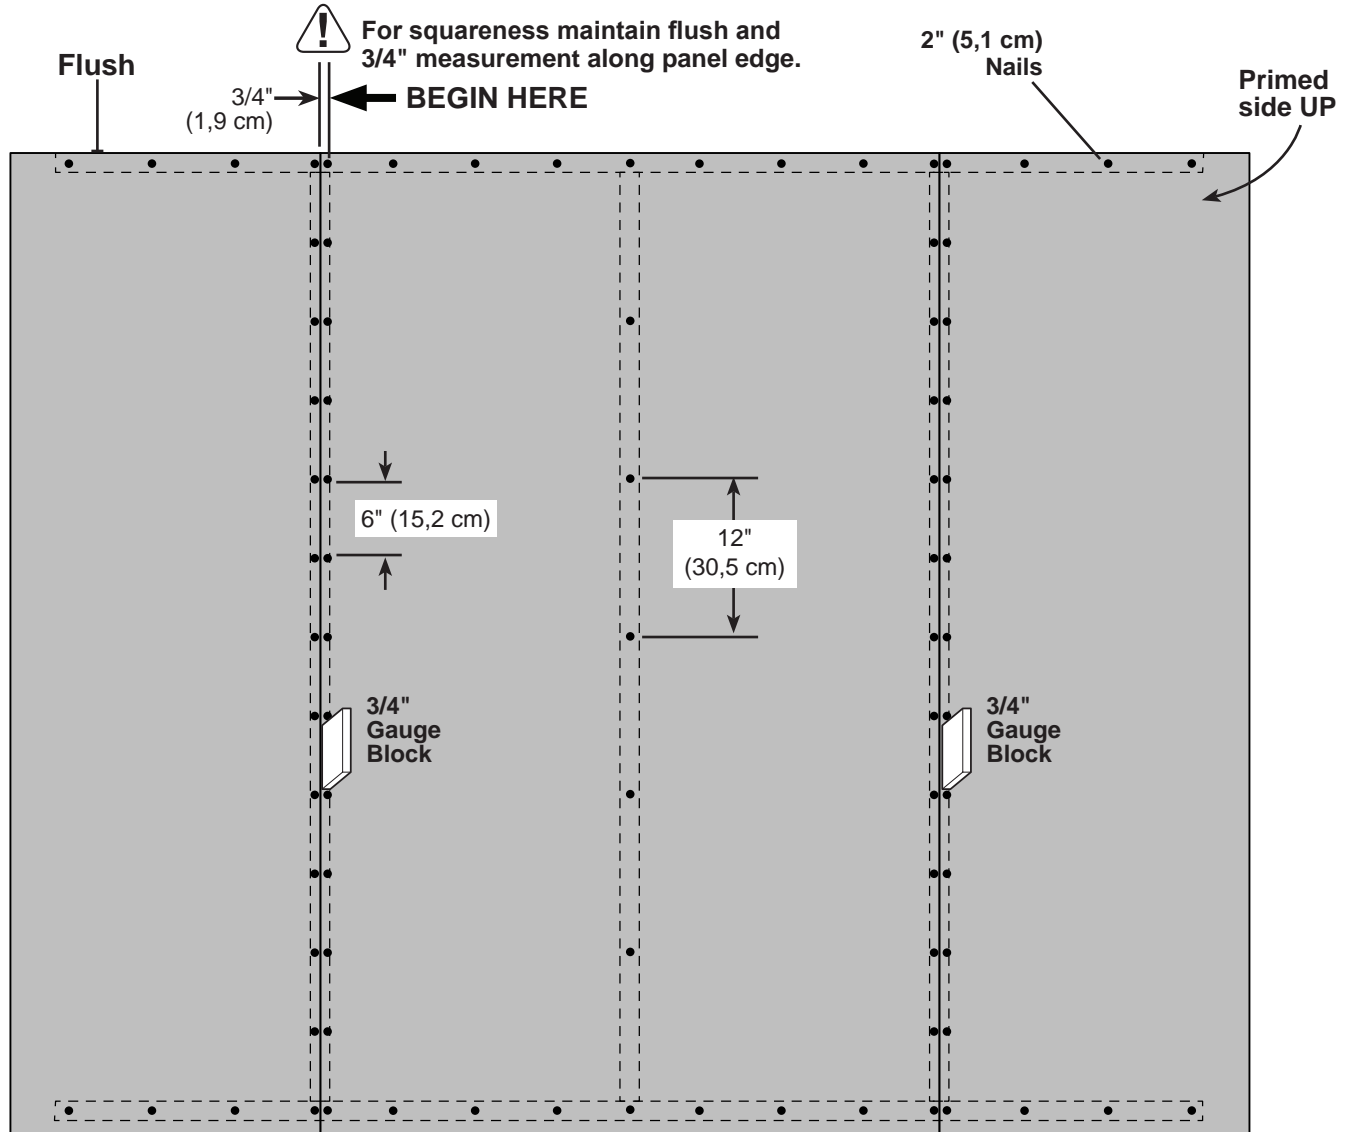 For squareness maintain flush and
3/4" measurement along panel edge.
2" (5,1 cm)
Nails
Flush
Primed
side UP
3/4"
(1,9 cm)
BEGIN HERE
6" (15,2 cm)
12"
(30,5 cm)
3/4"
Gauge
Block
3/4"
Gauge
Block